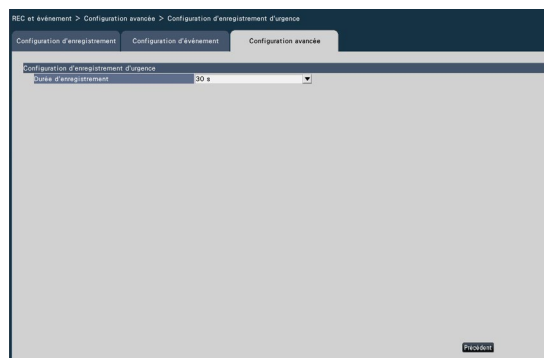 REC et évènement > Configuration avancée > Configuration d'enregistrement d'urgence
Configuration d'enregistrement Configuration d'évènement Configuration avancée
Configuration d'enregistrement d'urgence
Durée d'enregistrement 30 s
Précédent